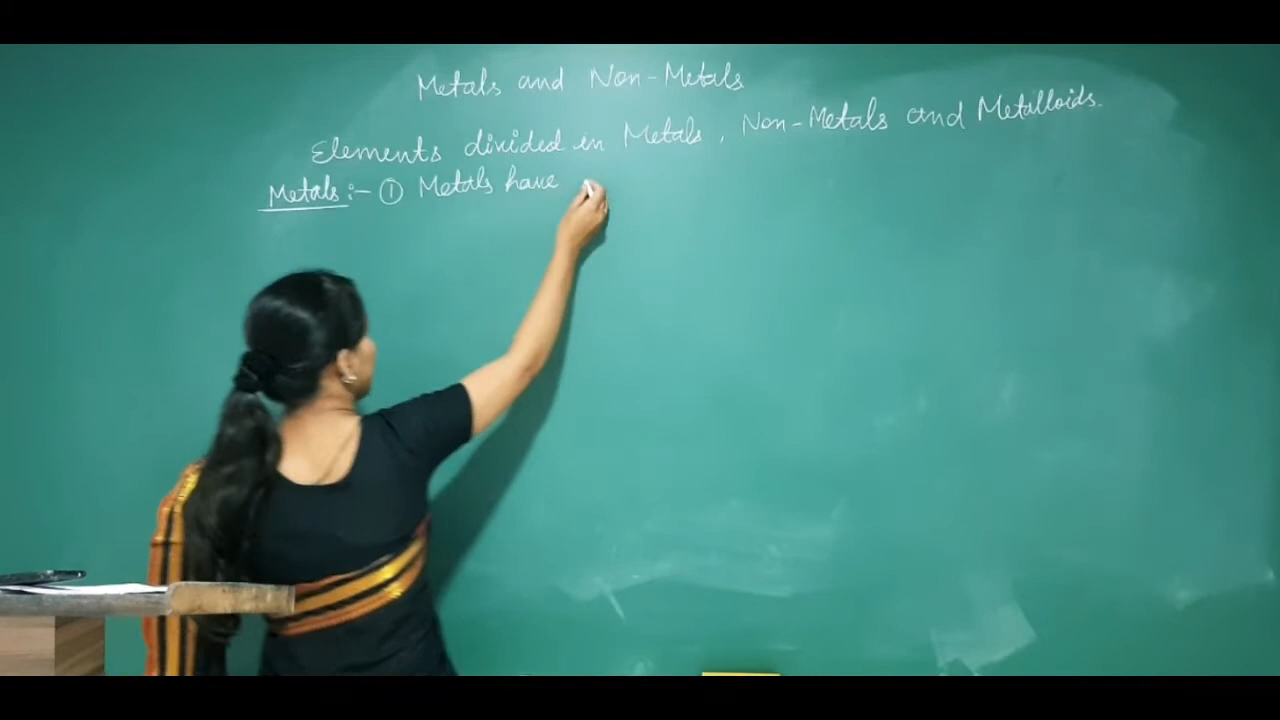 Metals and Non-Metals
Elements divided in Metals, Non-Metals and Metalloids.
Metals:- ① Metals have